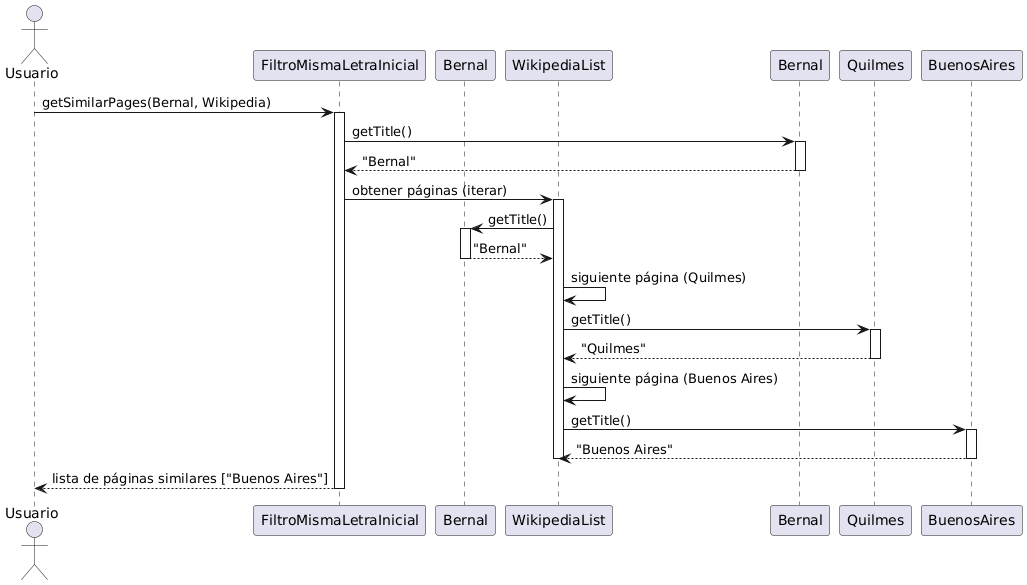 Usuario
FiltroMismaLetraInicial
Bernal
WikipediaList
Bernal
Quilmes
BuenosAires
getSimilarPages(Bernal, Wikipedia)
getTitle()
"Bernal"
obtener páginas (iterar)
getTitle()
"Bernal"
siguiente página (Quilmes)
getTitle()
"Quilmes"
siguiente página (Buenos Aires)
getTitle()
"Buenos Aires"
lista de páginas similares ["Buenos Aires"]
Usuario
FiltroMismaLetraInicial
Bernal
WikipediaList
Bernal
Quilmes
BuenosAires